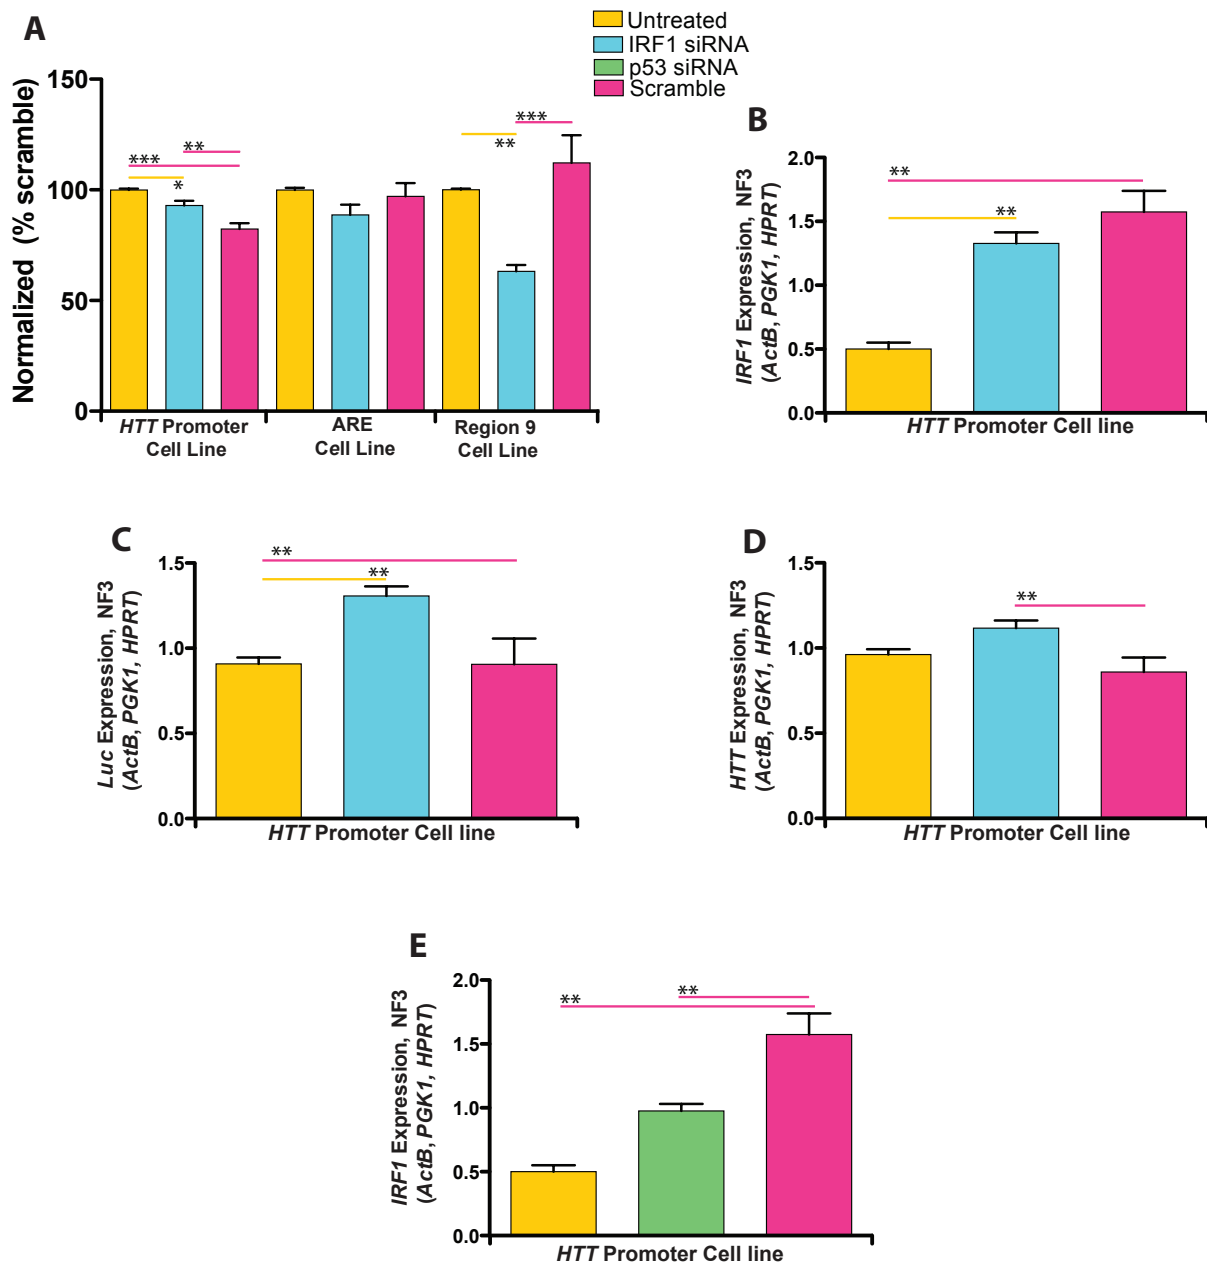 A
Untreated
IRF1 siRNA
p53 siRNA
Scramble
Normalized (% scramble)
150
100
50
0
***
**
*
***
**
HTT Promoter
Cell Line
ARE
Cell Line
Region 9
Cell Line
B
IRF1 Expression, NF3
(ActB, PGK1, HPRT)
2.0
1.5
1.0
0.5
0.0
**
**
HTT Promoter Cell line
C
Luc Expression, NF3
(ActB, PGK1, HPRT)
1.5
1.0
0.5
0.0
**
**
HTT Promoter Cell line
D
HTT Expression, NF3
(ActB, PGK1, HPRT)
1.5
1.0
0.5
0.0
**
HTT Promoter Cell line
E
IRF1 Expression, NF3
(ActB, PGK1, HPRT)
2.0
1.5
1.0
0.5
0.0
**
**
HTT Promoter Cell line